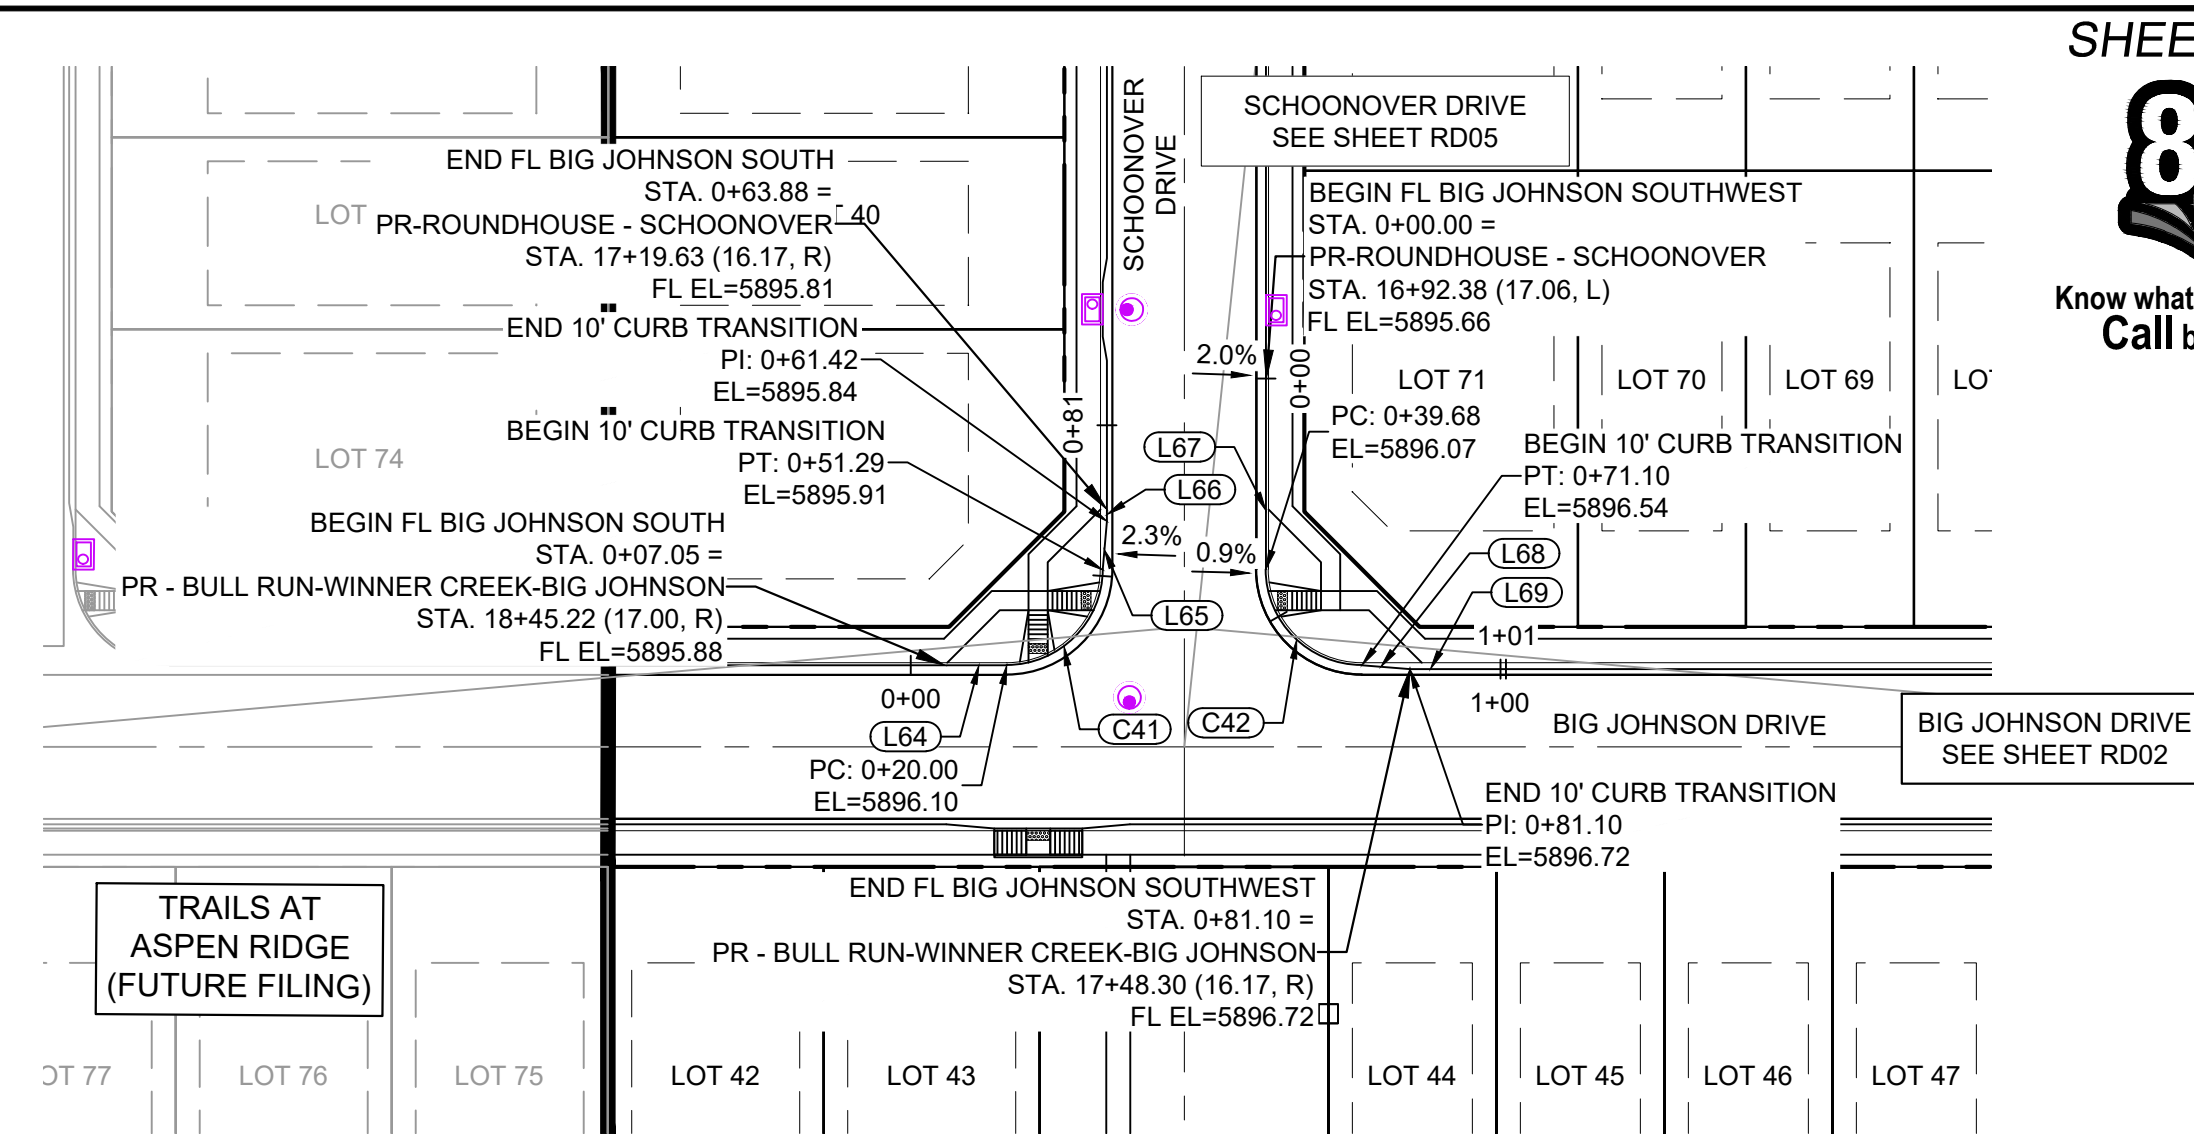 SHEE
Know what
Call b
SCHOONOVER
DRIVE
SCHOONOVER DRIVE
SEE SHEET RD05
END FL BIG JOHNSON SOUTH
STA. 0+63.88 =
PR-ROUNDHOUSE - SCHOONOVER
STA. 17+19.63 (16.17, R)
FL EL=5895.81
LOT
40
END 10' CURB TRANSITION
PI: 0+61.42
EL=5895.84
BEGIN 10' CURB TRANSITION
PT: 0+51.29
EL=5895.91
LOT 74
BEGIN FL BIG JOHNSON SOUTH
STA. 0+07.05 =
PR - BULL RUN-WINNER CREEK-BIG JOHNSON
STA. 18+45.22 (17.00, R)
FL EL=5895.88
BEGIN FL BIG JOHNSON SOUTHWEST
STA. 0+00.00 =
PR-ROUNDHOUSE - SCHOONOVER
STA. 16+92.38 (17.06, L)
FL EL=5895.66
2.0%
0+00
0+81
LOT 71
LOT 70
LOT 69
LO
PC: 0+39.68
EL=5896.07
BEGIN 10' CURB TRANSITION
PT: 0+71.10
EL=5896.54
L67
L66
2.3%
0.9%
L68
L69
L65
1+01
0+00
1+00
L64
C41
C42
PC: 0+20.00
EL=5896.10
BIG JOHNSON DRIVE
BIG JOHNSON DRIVE
SEE SHEET RD02
END 10' CURB TRANSITION
PI: 0+81.10
EL=5896.72
END FL BIG JOHNSON SOUTHWEST
STA. 0+81.10 =
PR - BULL RUN-WINNER CREEK-BIG JOHNSON
STA. 17+48.30 (16.17, R)
FL EL=5896.72
TRAILS AT
ASPEN RIDGE
(FUTURE FILING)
OT 77
LOT 76
LOT 75
LOT 42
LOT 43
LOT 44
LOT 45
LOT 46
LOT 47
8